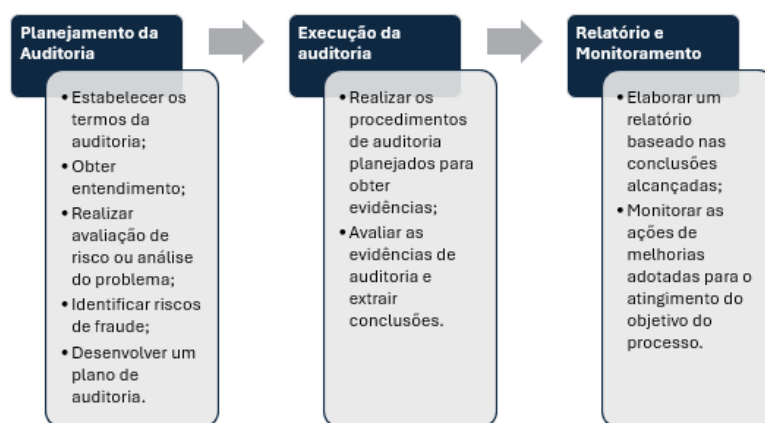 Planejamento da
Auditoria
• Estabelecer os
termos da
auditoria;
• Obter
entendimento;
• Realizar
avaliação de
risco ou análise
do problema;
• Identificar riscos
de fraude;
• Desenvolver um
plano de
auditoria.
Execução da
auditoria
• Realizar os
procedimentos
de auditoria
planejados para
obter
evidências;
• Avaliar as
evidências de
auditoria e
extrair
conclusões.
Relatório e
Monitoramento
• Elaborar um
relatório
baseado nas
conclusões
alcançadas;
• Monitorar as
ações de
melhorias
adotadas para o
atingimento do
objetivo do
processo.